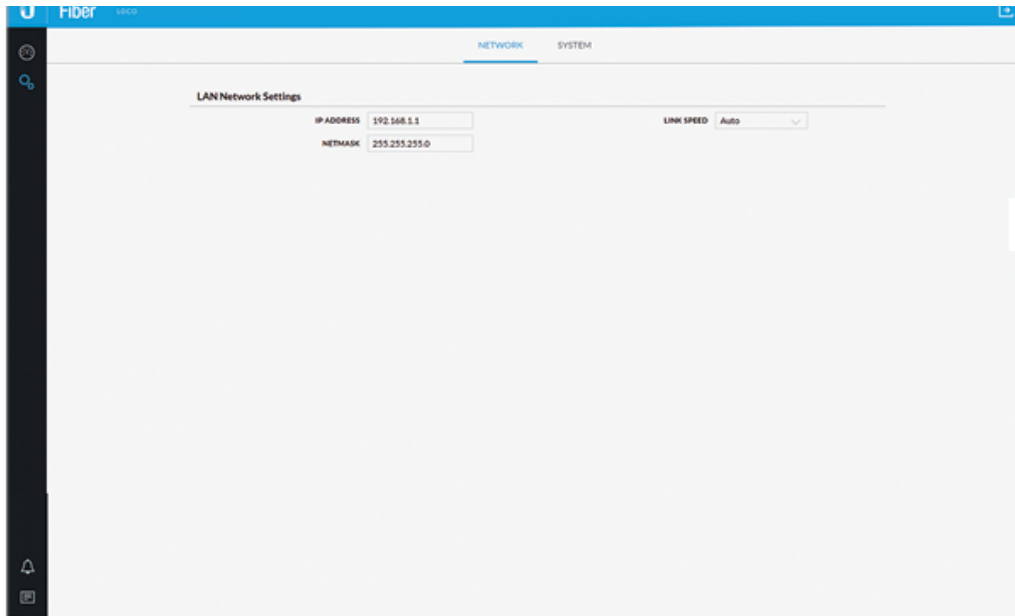 U Fiber LOCO
NETWORK SYSTEM
LAN Network Settings
IP ADDRESS 192.168.1.1 LINK SPEED Auto
NETMASK 255.255.255.0